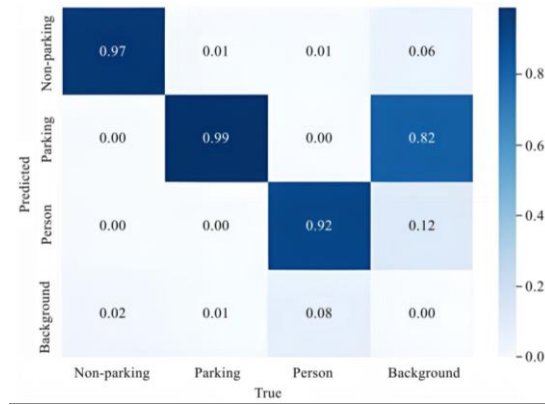 Non-parking 0.97 0.01 0.01 0.06
Parking 0.00 0.99 0.00 0.82
Person 0.00 0.00 0.92 0.12
Background 0.02 0.01 0.08 0.00
Predicted
Non-parking Parking Person Background
True
0.8
0.6
0.4
0.2
0.0